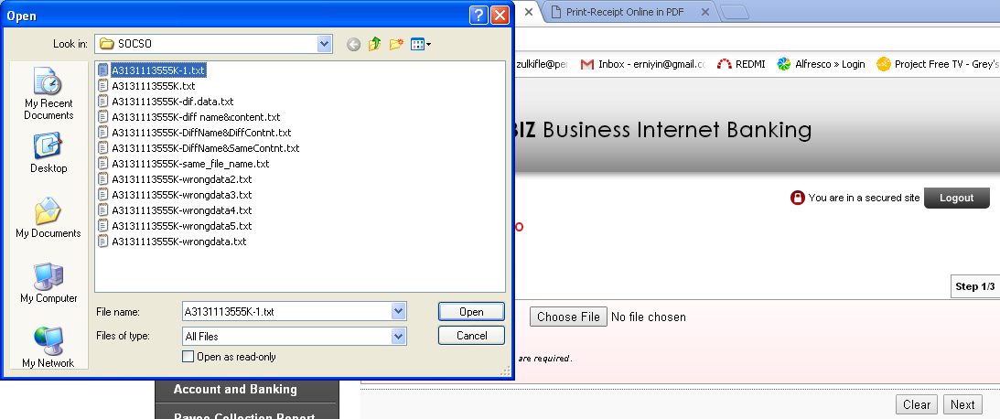 Open
Look in: SOCSO
My Recent
Documents
Desktop
My Documents
My Computer
My Network
A3131113555K-1.txt
A3131113555K.txt
A3131113555K-dif.data.txt
A3131113555K-diff name&content.txt
A3131113555K-DiffName&DiffContnt.txt
A3131113555K-DiffName&SameContnt.txt
A3131113555K-same_file_name.txt
A3131113555K-wrongdata2.txt
A3131113555K-wrongdata3.txt
A3131113555K-wrongdata4.txt
A3131113555K-wrongdata5.txt
A3131113555K-wrongdata.txt
File name: A3131113555K-1.txt Open
Files of type: All Files Cancel
Open as read-only
Print-Receipt Online in PDF
zulkifle@per Inbox - erniyin@gmail.cc REDMI Alfresco » Login Project Free TV - Grey's
BIZ Business Internet Banking
You are in a secured site Logout
O
Step 1/3
Choose File No file chosen
are required.
Clear Next
Account and Banking
Payee Collection Report